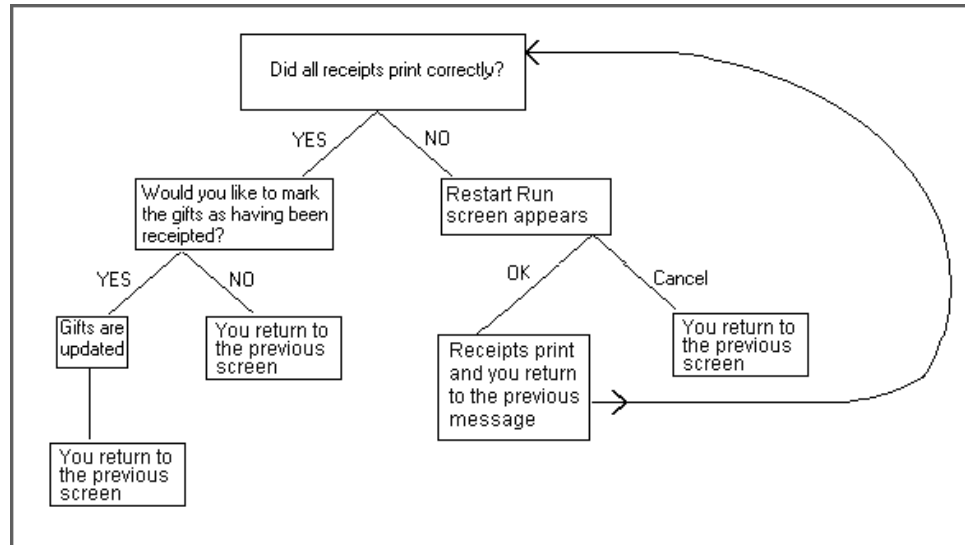 Did all receipts print correctly?
YES
NO
Would you like to mark
the gifts as having been
receipted?
Restart Run
screen appears
YES
NO
OK
Cancel
Gifts are
updated
You return to
the previous
screen
Receipts print
and you return
to the previous
message
You return to
the previous
screen
You return to
the previous
screen